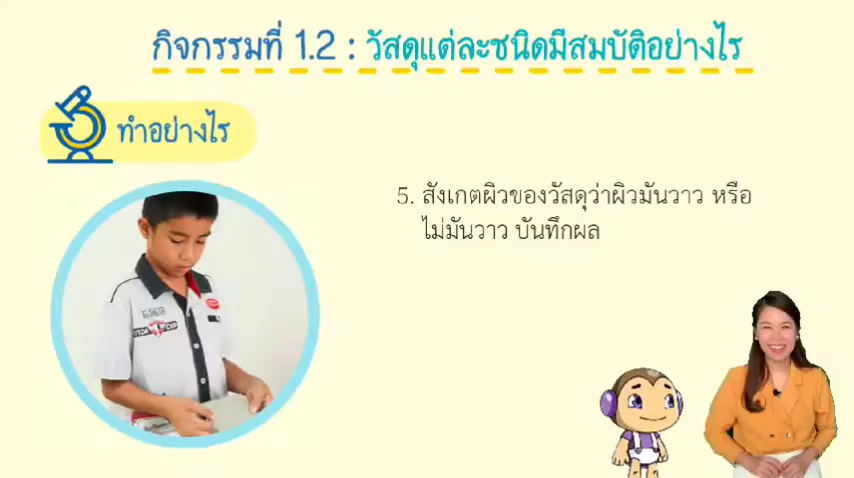 กิจกรรมที่ 1.2 : วัสดุแต่ละชนิดมีสมบัติอย่างไร
ทำอย่างไร
5. สังเกตผิวของวัสดุว่าผิวมันวาว หรือ
ไม่มันวาว บันทึกผล